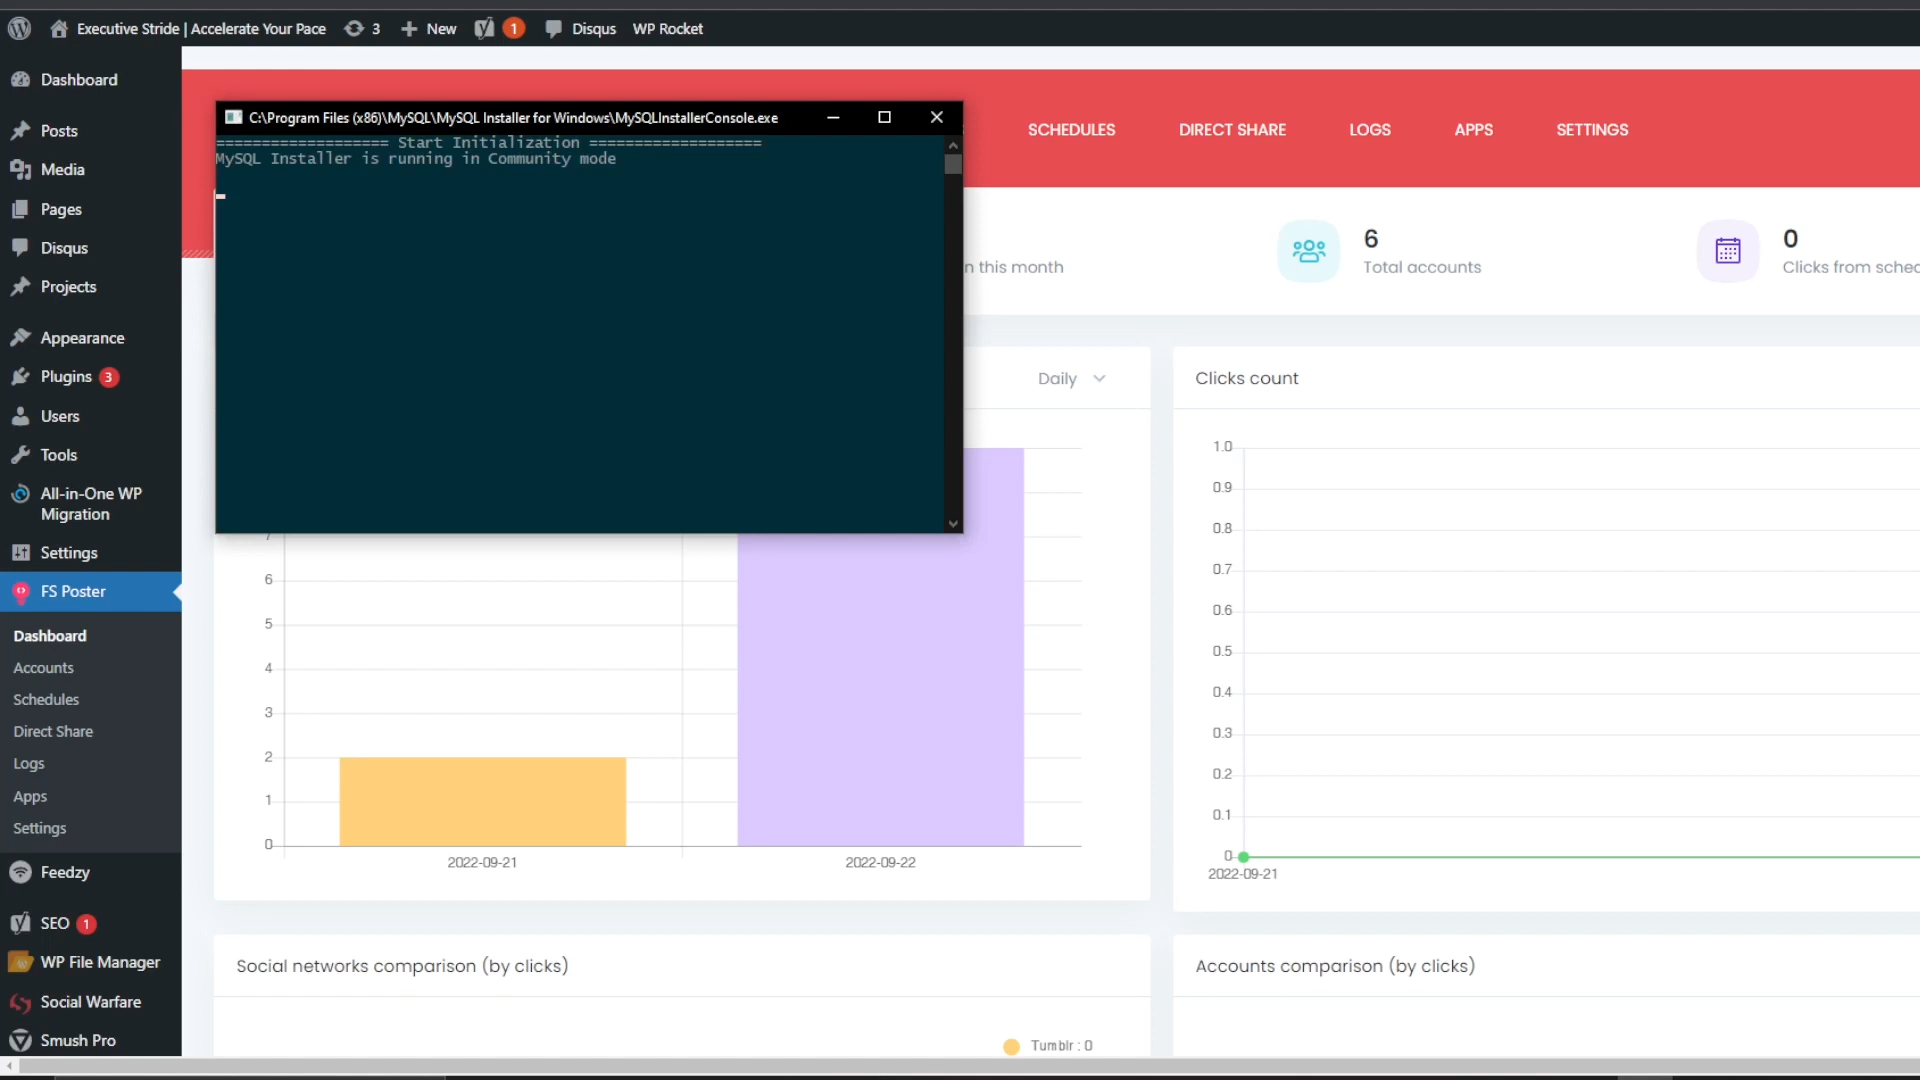 Executive Stride | Accelerate Your Pace 3 New 1 Disqus WP Rocket
Dashboard
Posts
Media
Pages
Disqus
Projects
Appearance
Plugins 3
Users
Tools
All-in-One WP
Migration
Settings
FS Poster
Dashboard
Accounts
Schedules
Direct Share
Logs
Apps
Settings
Feedzy
SEO 1
WP File Manager
Social Warfare
Smush Pro
C:\Program Files (x86)\MySQL\MySQL Installer for Windows\MySQLInstallerConsole.exe
=================== Start Initialization ===================
MySQL Installer is running in Community mode
SCHEDULES DIRECT SHARE LOGS APPS SETTINGS
n this month
6
Total accounts
0
Clicks from sched
Daily
7
6
5
4
3
2
1
0
2022-09-21 2022-09-22
Clicks count
1.0
0.9
0.8
0.7
0.6
0.5
0.4
0.3
0.2
0.1
0
2022-09-21
Social networks comparison (by clicks)
Tumblr : 0
Accounts comparison (by clicks)